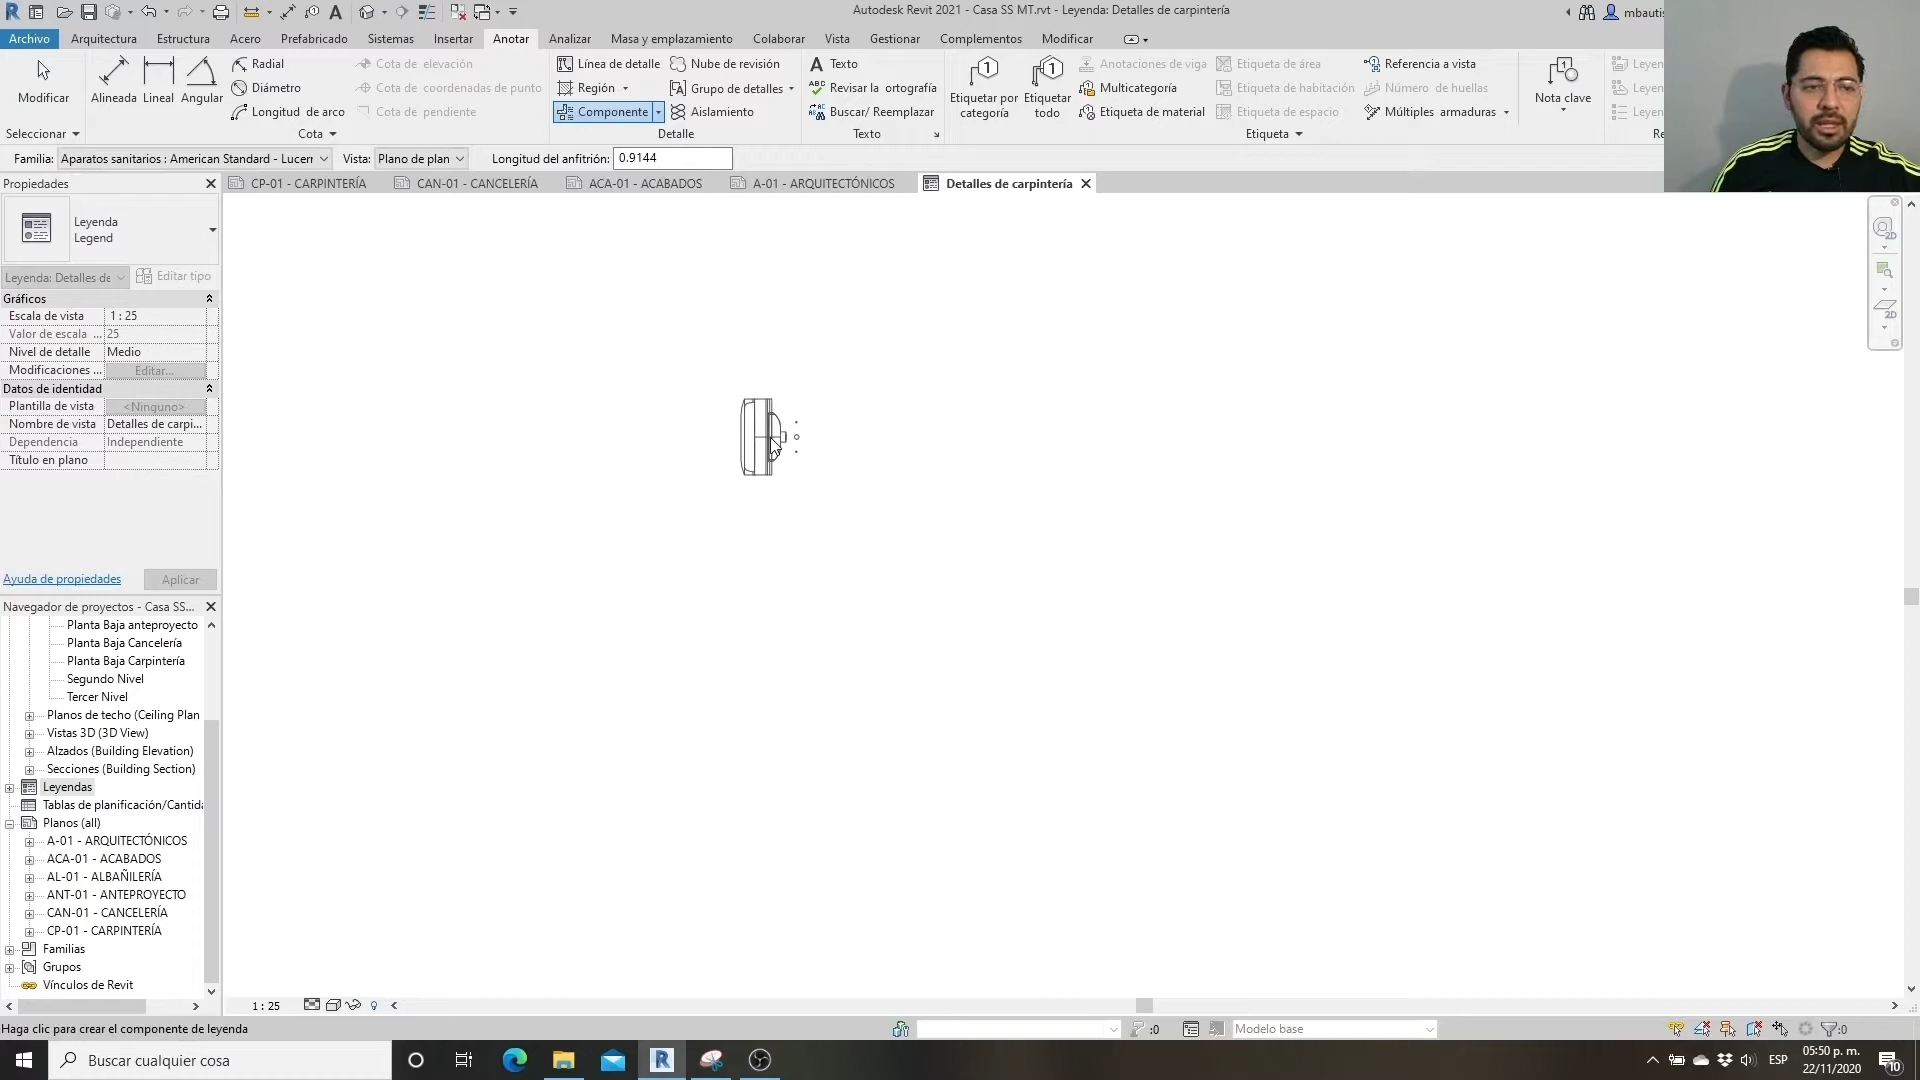 Autodesk Revit 2021 - Casa SS MT.rvt - Leyenda: Detalles de carpintería
mbautis
Archivo Arquitectura Estructura Acero Prefabricado Sistemas Insertar Anotar Analizar Masa y emplazamiento Colaborar Vista Gestionar Complementos Modificar
Modificar
Seleccionar
Alineada Lineal Angular
Radial
Diámetro
Longitud de arco
Cota de elevación
Cota de coordenadas de punto
Cota de pendiente
Cota
Línea de detalle
Región
Componente
Nube de revisión
Grupo de detalles
Aislamiento
Detalle
A Texto
Revisar la ortografía
Buscar/ Reemplazar
Texto
Etiquetar por categoría
Etiquetar todo
Anotaciones de viga
Multicategoría
Etiqueta de material
Etiqueta de área
Etiqueta de habitación
Etiqueta de espacio
Referencia a vista
Número de huellas
Múltiples armaduras
Etiqueta
Nota clave
Leyen
Leyen
Leyen
Re
Familia: Aparatos sanitarios : American Standard - Lucerr Vista: Plano de plan Longitud del anfitrión: 0.9144
Propiedades
CP-01 - CARPINTERÍA CAN-01 - CANCELERÍA ACA-01 - ACABADOS A-01 - ARQUITECTÓNICOS Detalles de carpintería
Leyenda
Legend
Leyenda: Detalles de Editar tipo
Gráficos
Escala de vista 1 : 25
Valor de escala ... 25
Nivel de detalle Medio
Modificaciones ... Editar...
Datos de identidad
Plantilla de vista <Ninguno>
Nombre de vista Detalles de carpi...
Dependencia Independiente
Título en plano
Ayuda de propiedades Aplicar
Navegador de proyectos - Casa SS...
Planta Baja anteproyecto
Planta Baja Cancelería
Planta Baja Carpintería
Segundo Nivel
Tercer Nivel
Planos de techo (Ceiling Plan
Vistas 3D (3D View)
Alzados (Building Elevation)
Secciones (Building Section)
Leyendas
Tablas de planificación/Cantida
Planos (all)
A-01 - ARQUITECTÓNICOS
ACA-01 - ACABADOS
AL-01 - ALBAÑILERÍA
ANT-01 - ANTEPROYECTO
CAN-01 - CANCELERÍA
CP-01 - CARPINTERÍA
Familias
Grupos
Vínculos de Revit
1 : 25
Haga clic para crear el componente de leyenda
:0
Modelo base
:0
Buscar cualquier cosa
ESP
05:50 p. m.
22/11/2020
10